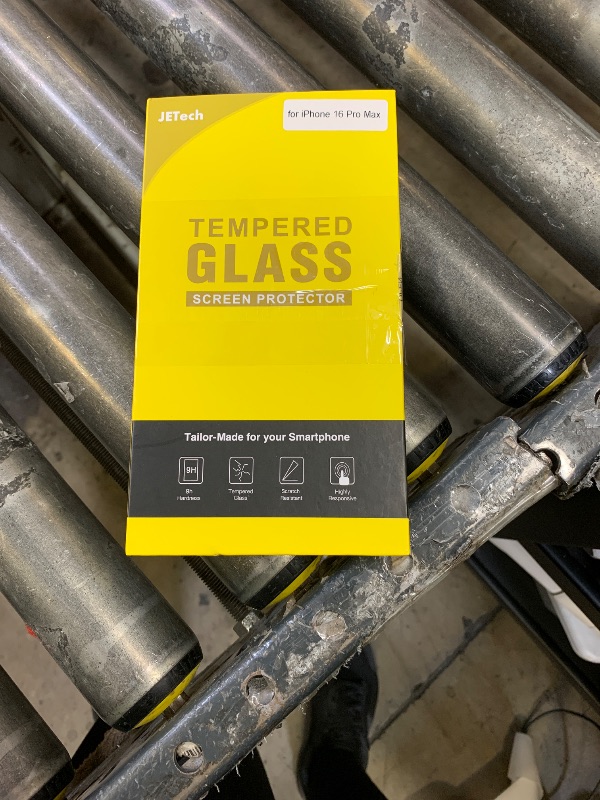 JETech
for iPhone 16 Pro Max
TEMPERED
GLASS
SCREEN PROTECTOR
Tailor-Made for your Smartphone
9H
9h
Hardness
Tempered
Glass
Scratch
Resistant
Highly
Responsive